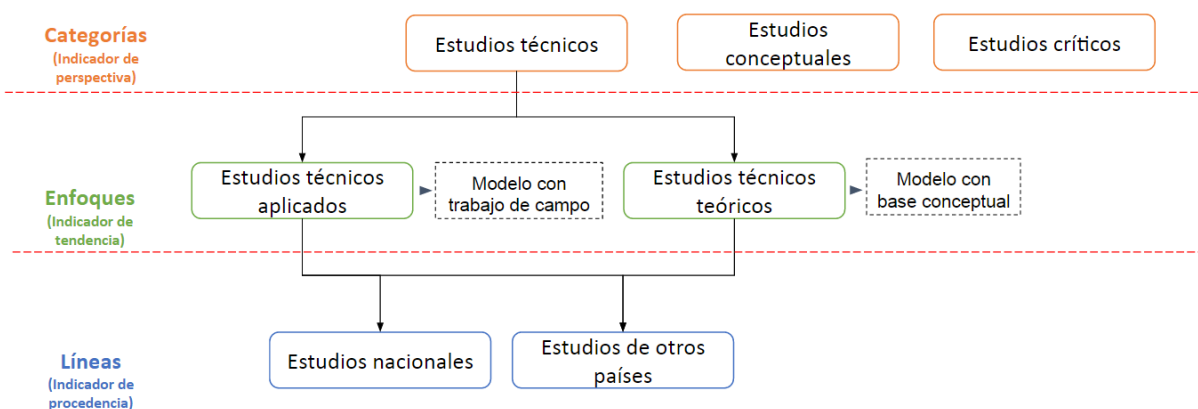 Categorías
(Indicador de
perspectiva)
Estudios técnicos
Estudios
conceptuales
Estudios críticos
Enfoques
(Indicador de
tendencia)
Estudios técnicos
aplicados
Modelo con
trabajo de campo
Estudios técnicos
teóricos
Modelo con
base conceptual
Líneas
(Indicador de
procedencia)
Estudios nacionales
Estudios de otros
países